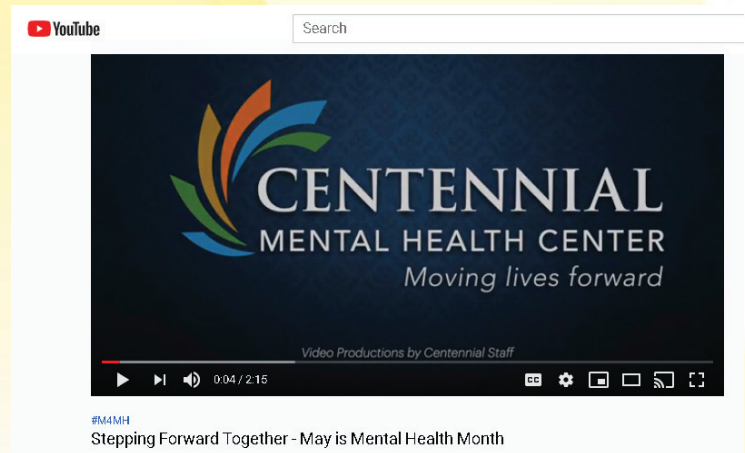 YouTube
Search
CENTENNIAL
MENTAL HEALTH CENTER
Moving lives forward
Video Productions by Centennial Staff
0:04 / 2:15
CC
#M4MH
Stepping Forward Together - May is Mental Health Month